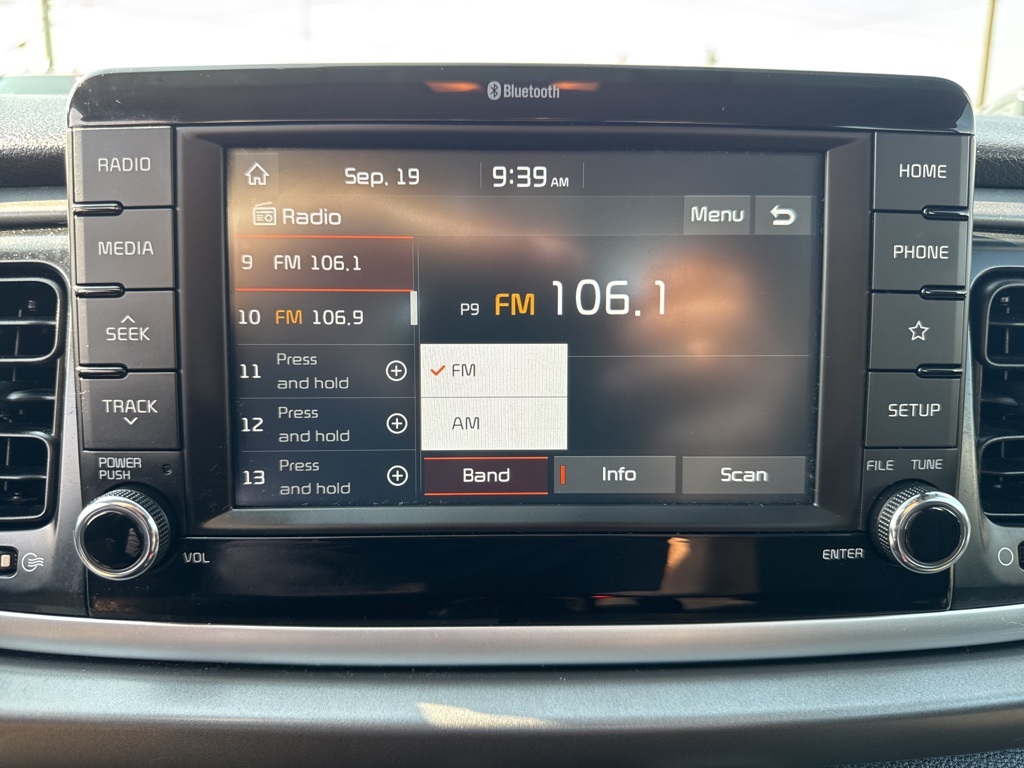 Bluetooth
RADIO
MEDIA
SEEK
TRACK
POWER
PUSH
VOL
Sep. 19
9:39 AM
Radio
Menu
9 FM 106.1
10 FM 106.9
11 Press
and hold
12 Press
and hold
13 Press
and hold
P9 FM 106.1
FM
AM
Band
Info
Scan
HOME
PHONE
SETUP
FILE TUNE
ENTER